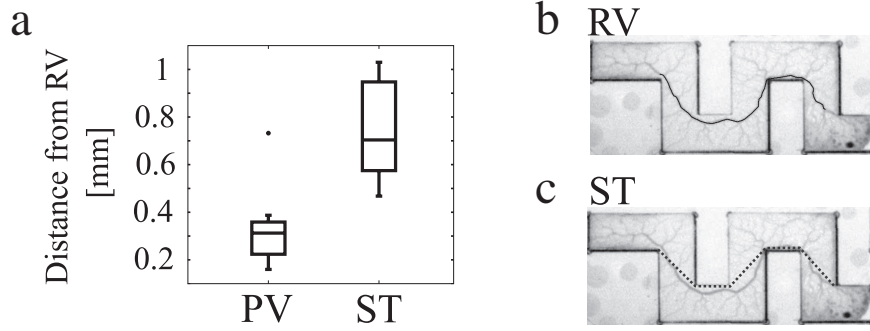 a
Distance from RV
[mm]
1
0.8
0.6
0.4
0.2
PV ST
b RV
c ST